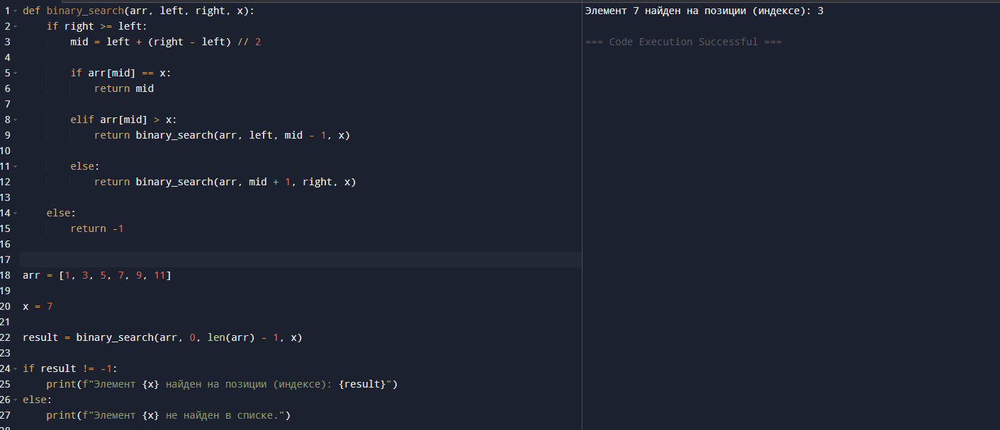 1 def binary_search(arr, left, right, x):
2     if right >= left:
3         mid = left + (right - left) // 2
4
5         if arr[mid] == x:
6             return mid
7
8         elif arr[mid] > x:
9             return binary_search(arr, left, mid - 1, x)
10
11         else:
12             return binary_search(arr, mid + 1, right, x)
13
14     else:
15         return -1
16
17
18 arr = [1, 3, 5, 7, 9, 11]
19
20 x = 7
21
22 result = binary_search(arr, 0, len(arr) - 1, x)
23
24 if result != -1:
25     print(f"Элемент {x} найден на позиции (индексе): {result}")
26 else:
27     print(f"Элемент {x} не найден в списке.")
28
Элемент 7 найден на позиции (индексе): 3
=== Code Execution Successful ===